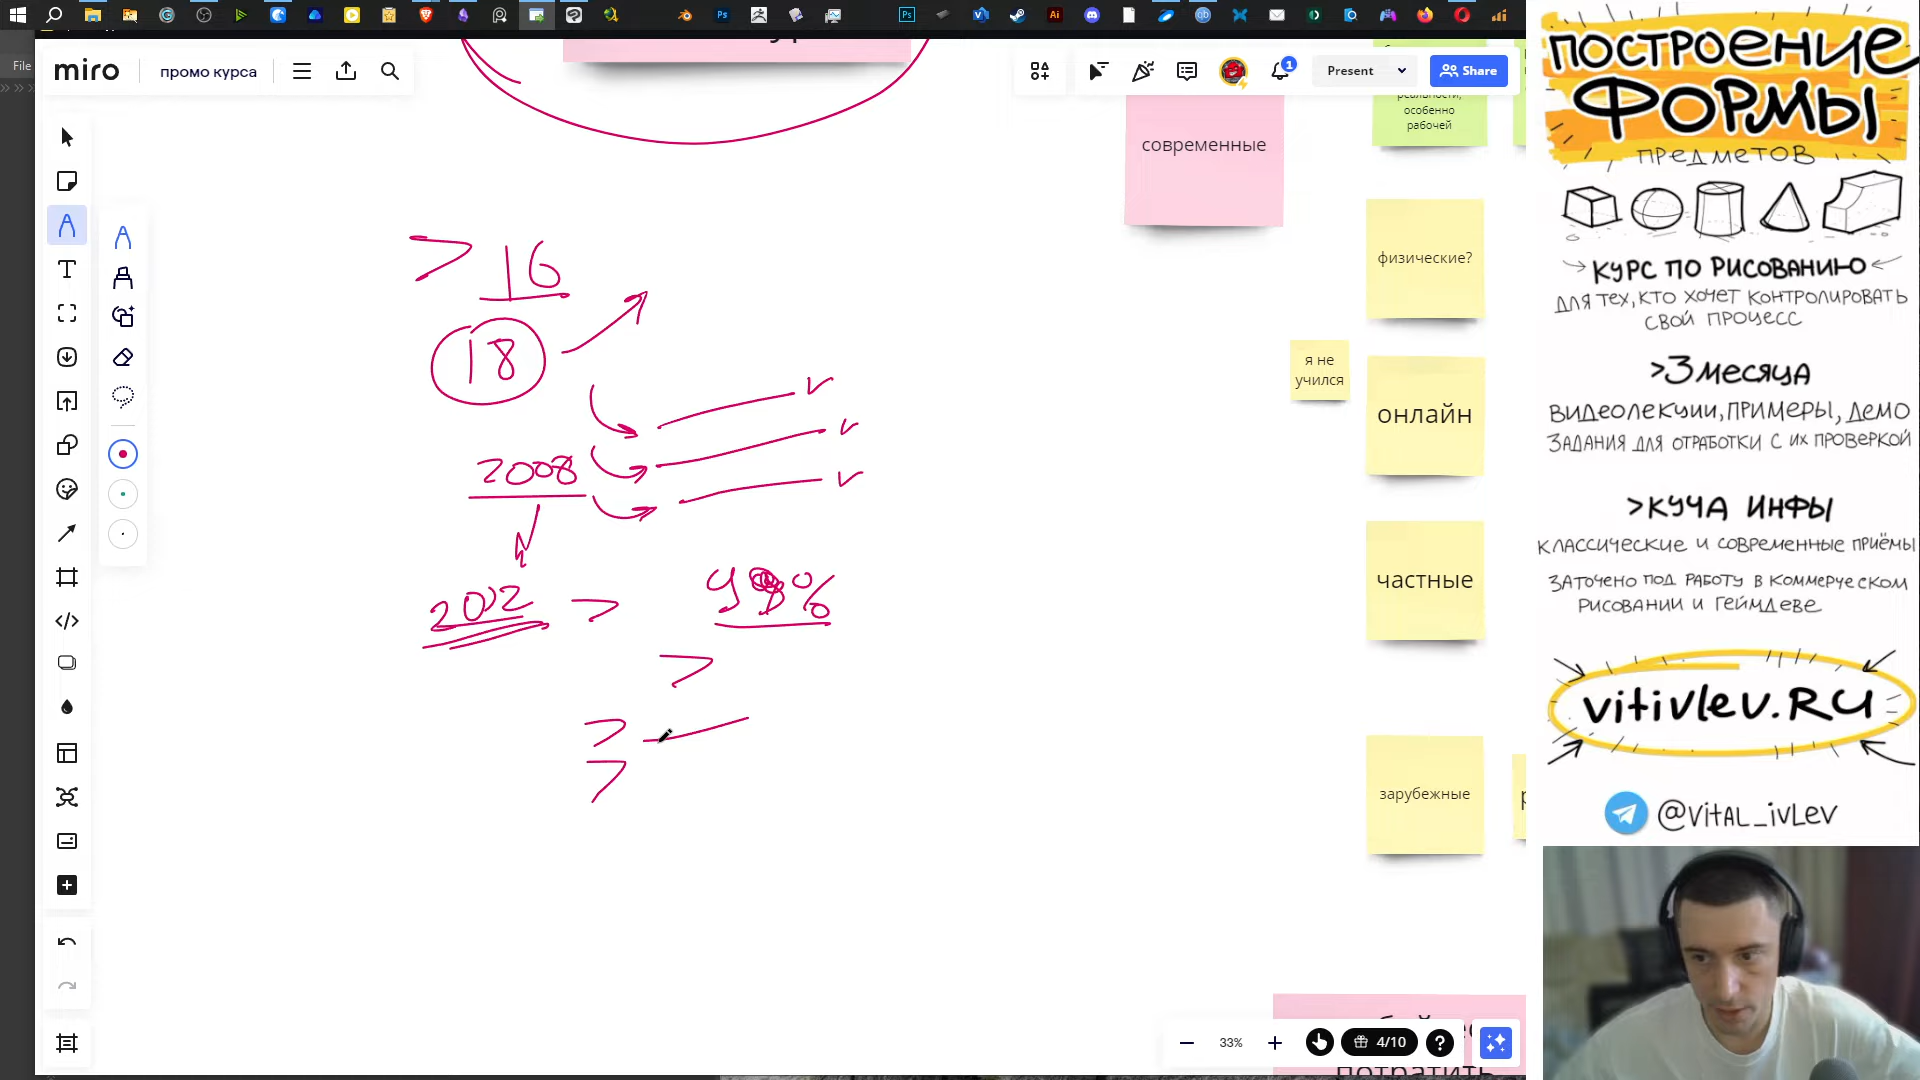 File
miro
промо курса
1
Present
Share
реальности,
особенно
рабочей
современные
физические?
я не
учился
онлайн
частные
зарубежные
> 16
18
2008
2012 >
99%
>
>
>
потратить
33%
4/10
?
ПОСТРОЕНИЕ
ФОРМЫ
ПРЕДМЕТОВ
КУРС ПО РИСОВАНИЮ
ДЛЯ ТЕХ, КТО ХОЧЕТ КОНТРОЛИРОВАТЬ
СВОЙ ПРОЦЕСС
>3 месяца
ВИДЕОЛЕКЦИИ, ПРИМЕРЫ, ДЕМО
ЗАДАНИЯ ДЛЯ ОТРАБОТКИ С ИХ ПРОВЕРКОЙ
>КУЧА ИНФЫ
КЛАССИЧЕСКИЕ И СОВРЕМЕННЫЕ ПРИЁМЫ
ЗАТОЧЕНО ПОД РАБОТУ В КОММЕРЧЕСКОМ
РИСОВАНИИ И ГЕЙМДЕВЕ
vitivlev.RU
@VITAL_IVLEV